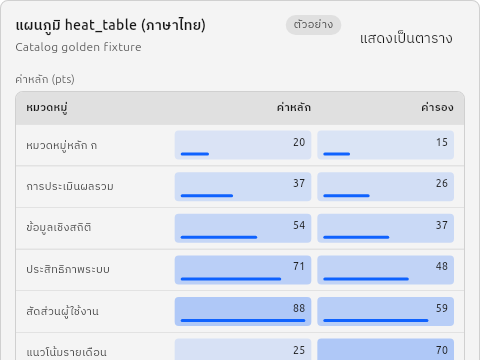 แผนภูมิ heat_table (ภาษาไทย)
ตัวอย่าง
แสดงเป็นตาราง
Catalog golden fixture
ค่าหลัก (pts)
หมวดหมู่ ค่าหลัก ค่ารอง
หมวดหมู่หลัก ก 20 15
การประเมินผลรวม 37 26
ข้อมูลเชิงสถิติ 54 37
ประสิทธิภาพระบบ 71 48
สัดส่วนผู้ใช้งาน 88 59
แนวโน้มรายเดือน 25 70